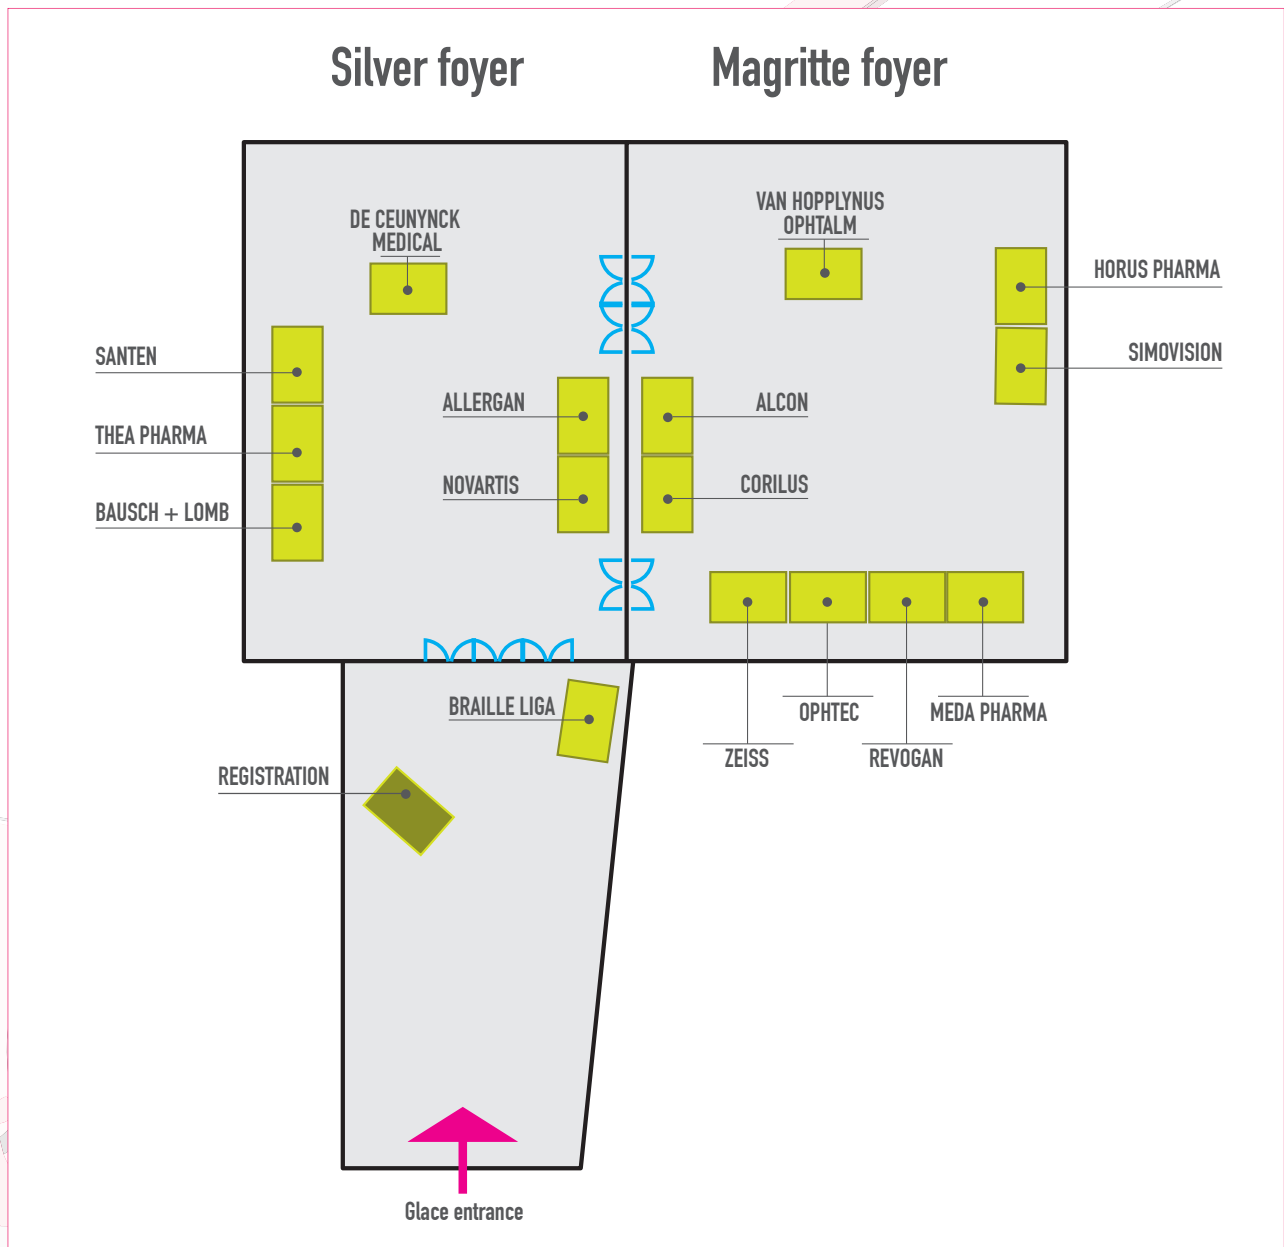 Silver foyer
Magritte foyer
DE CEUNYNCK
MEDICAL
VAN HOPPLYNUS
OPHTALM
HORUS PHARMA
SANTEN
SIMOVISION
ALLERGAN
ALCON
THEA PHARMA
NOVARTIS
CORILUS
BAUSCH + LOMB
BRAILLE LIGA
OPHTEC
MEDA PHARMA
ZEISS
REVOGAN
REGISTRATION
Glace entrance